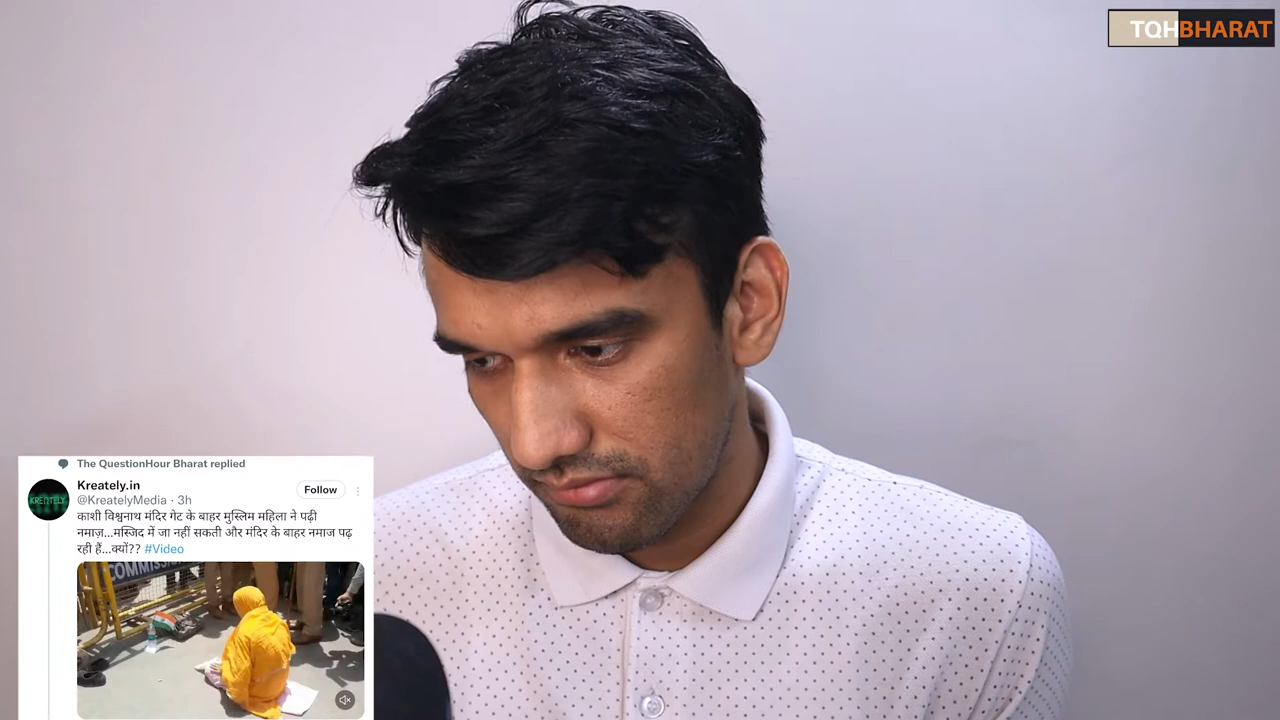 TQHBHARAT
The QuestionHour Bharat replied
Kreately.in
@KreatelyMedia · 3h
Follow
काशी विश्वनाथ मंदिर गेट के बाहर मुस्लिम महिला ने पढ़ी
नमाज़...मस्जिद में जा नहीं सकती और मंदिर के बाहर नमाज पढ़
रही हैं...क्यों?? #Video
KREATELY
COMMISS